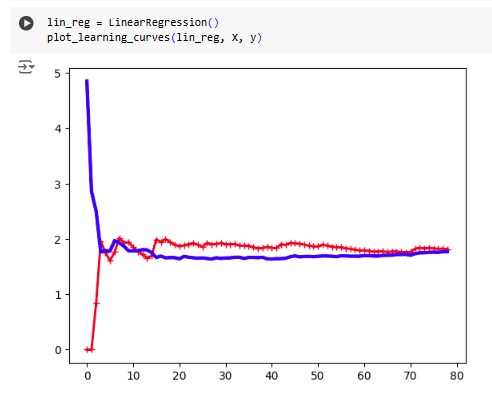 lin_reg = LinearRegression()
plot_learning_curves(lin_reg, X, y)
5
4
3
2
1
0
0 10 20 30 40 50 60 70 80